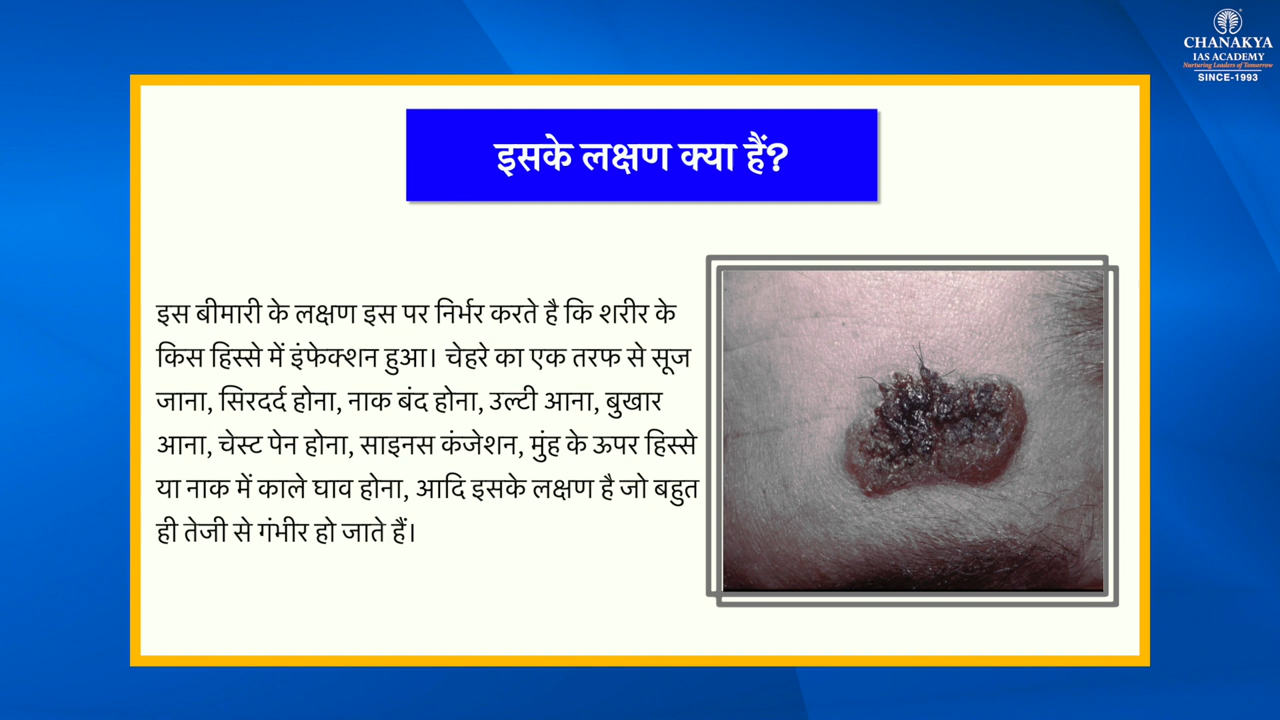 CHANAKYA
IAS ACADEMY
Nurturing Leaders of Tomorrow
SINCE-1993
इसके लक्षण क्या हैं?
इस बीमारी के लक्षण इस पर निर्भर करते है कि शरीर के
किस हिस्से में इंफेक्शन हुआ। चेहरे का एक तरफ से सूज
जाना, सिरदर्द होना, नाक बंद होना, उल्टी आना, बुखार
आना, चेस्ट पेन होना, साइनस कंजेशन, मुंह के ऊपर हिस्से
या नाक में काले घाव होना, आदि इसके लक्षण है जो बहुत
ही तेजी से गंभीर हो जाते हैं।